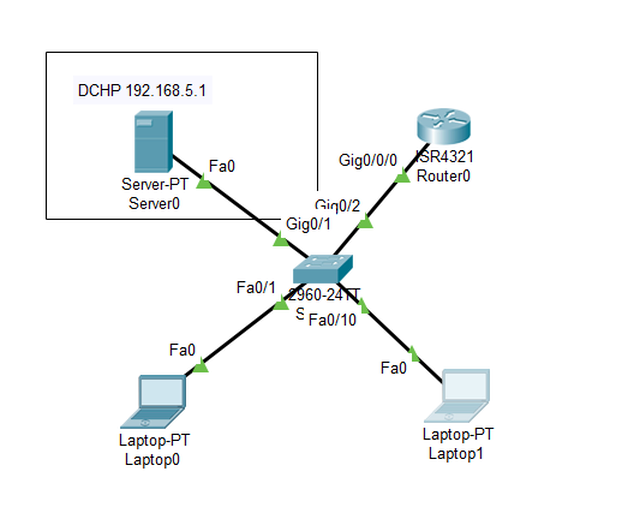 DCHP 192.168.5.1
Fa0
Server-PT
Server0
Gig0/0/0
ISR4321
Router0
Gig0/2
Gig0/1
Fa0/1
2960-24TT
Fa0/10
Fa0
Fa0
Laptop-PT
Laptop0
Laptop-PT
Laptop1